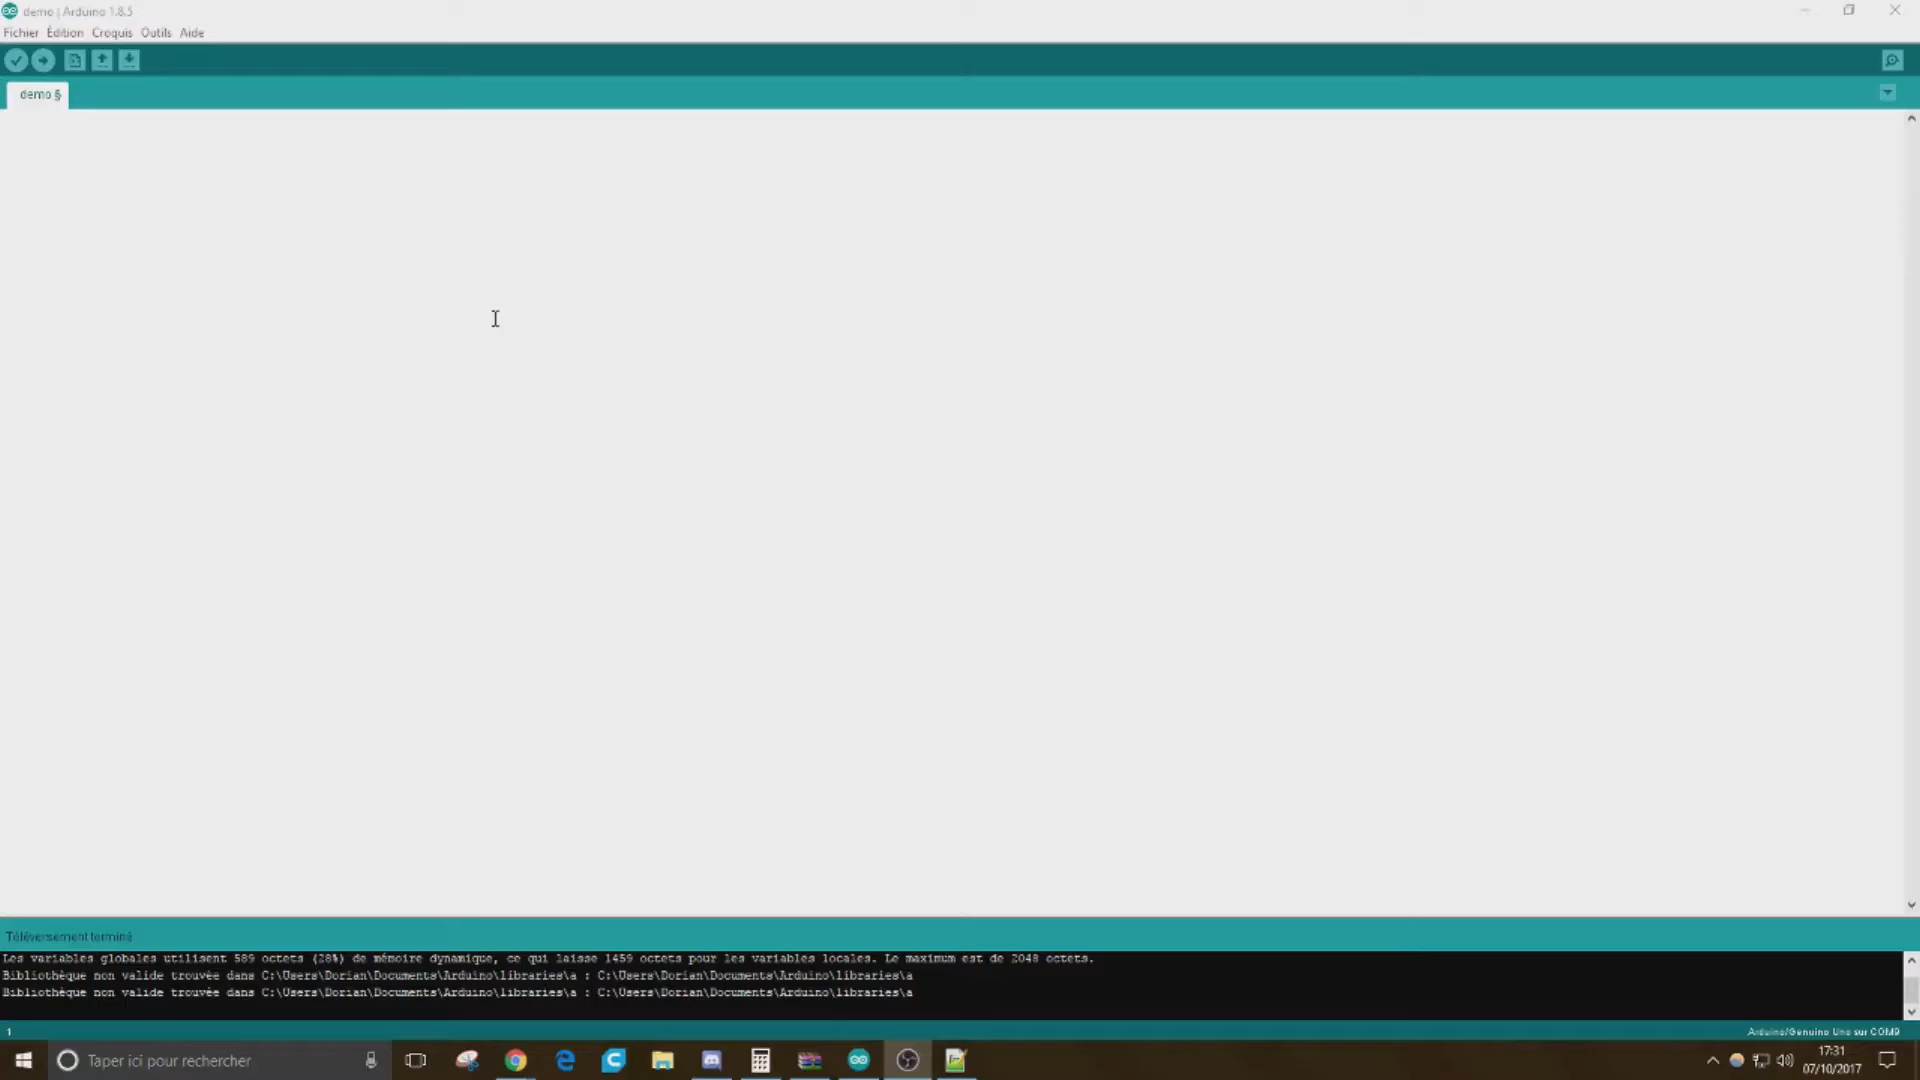 demo | Arduino 1.8.5
Fichier Édition Croquis Outils Aide
demo §
Téléversement terminé
Les variables globales utilisent 589 octets (28%) de mémoire dynamique, ce qui laisse 1459 octets pour les variables locales. Le maximum est de 2048 octets.
Bibliothèque non valide trouvée dans C:\Users\Dorian\Documents\Arduino\libraries\a : C:\Users\Dorian\Documents\Arduino\libraries\a
Bibliothèque non valide trouvée dans C:\Users\Dorian\Documents\Arduino\libraries\a : C:\Users\Dorian\Documents\Arduino\libraries\a
1
Arduino/Genuino Uno sur COM9
Taper ici pour rechercher
17:31
07/10/2017